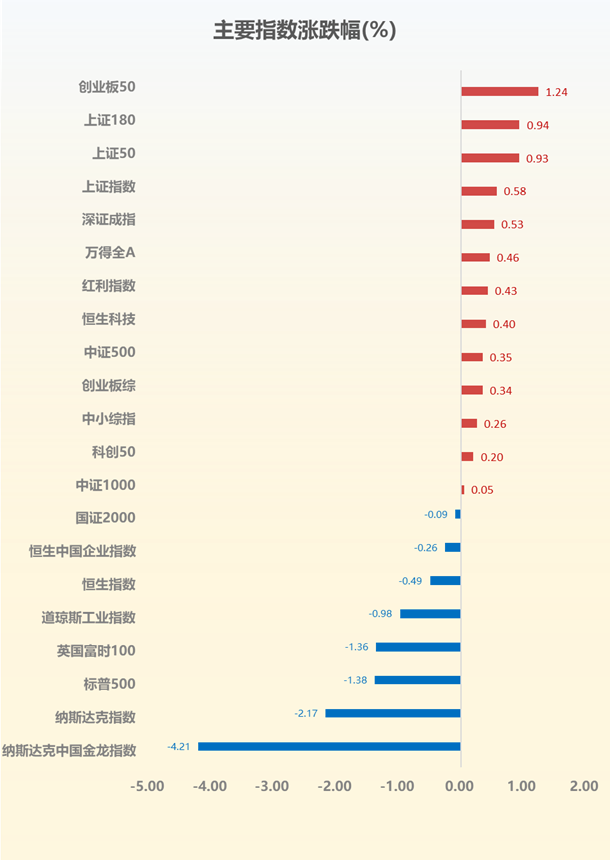 主要指数涨跌幅(%)
创业板50 1.24
上证180 0.94
上证50 0.93
上证指数 0.58
深证成指 0.53
万得全A 0.46
红利指数 0.43
恒生科技 0.40
中证500 0.35
创业板综 0.34
中小综指 0.26
科创50 0.20
中证1000 0.05
国证2000 -0.09
恒生中国企业指数 -0.26
恒生指数 -0.49
道琼斯工业指数 -0.98
英国富时100 -1.36
标普500 -1.38
纳斯达克指数 -2.17
纳斯达克中国金龙指数 -4.21
-5.00 -4.00 -3.00 -2.00 -1.00 0.00 1.00 2.00